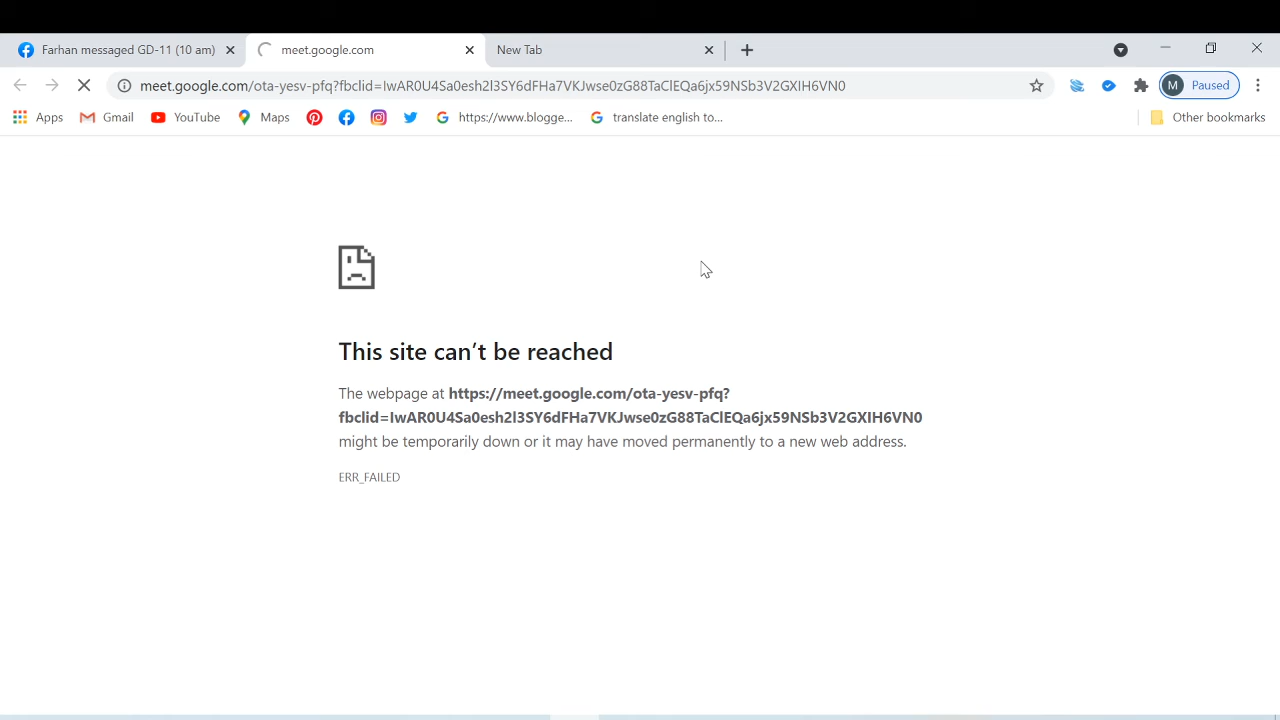 Farhan messaged GD-11 (10 am)
meet.google.com
New Tab
meet.google.com/ota-yesv-pfq?fbclid=IwAR0U4Sa0esh2l3SY6dFHa7VKJwse0zG88TaClEQa6jx59NSb3V2GXIH6VN0
M Paused
Apps
Gmail
YouTube
Maps
https://www.blogge...
translate english to...
Other bookmarks
This site can't be reached
The webpage at https://meet.google.com/ota-yesv-pfq?
fbclid=IwAR0U4Sa0esh2l3SY6dFHa7VKJwse0zG88TaClEQa6jx59NSb3V2GXIH6VN0
might be temporarily down or it may have moved permanently to a new web address.
ERR_FAILED